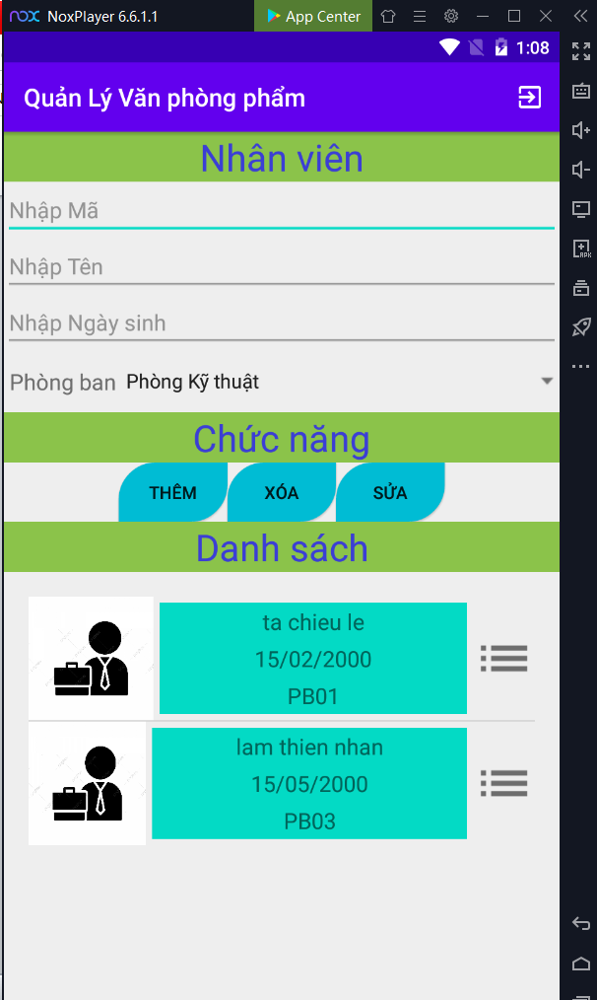 nox NoxPlayer 6.6.1.1 App Center
1:08
Quản Lý Văn phòng phẩm
Nhân viên
Nhập Mã
Nhập Tên
Nhập Ngày sinh
Phòng ban Phòng Kỹ thuật
Chức năng
THÊM XÓA SỬA
Danh sách
ta chieu le
15/02/2000
PB01
lam thien nhan
15/05/2000
PB03